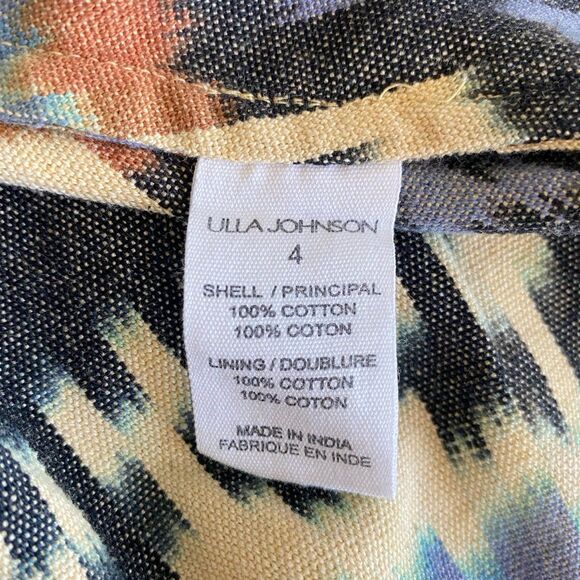 ULLA JOHNSON
4
SHELL / PRINCIPAL
100% COTTON
100% COTON
LINING / DOUBLURE
100% COTTON
100% COTON
MADE IN INDIA
FABRIQUE EN INDE